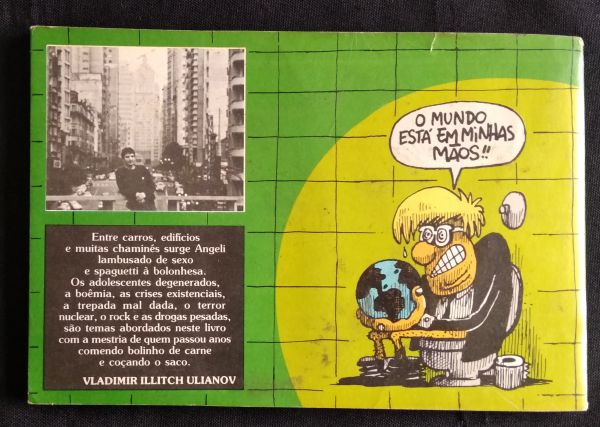 O MUNDO
ESTÁ EM MINHAS
MÃOS!!
Entre carros, edifícios
e muitas chaminés surge Angeli
lambusado de sexo
e spaguetti à bolonhesa.
Os adolescentes degenerados,
a boêmia, as crises existenciais,
a trepada mal dada, o terror
nuclear, o rock e as drogas pesadas,
são temas abordados neste livro
com a mestria de quem passou anos
comendo bolinho de carne
e coçando o saco.
VLADIMIR ILLITCH ULIANOV